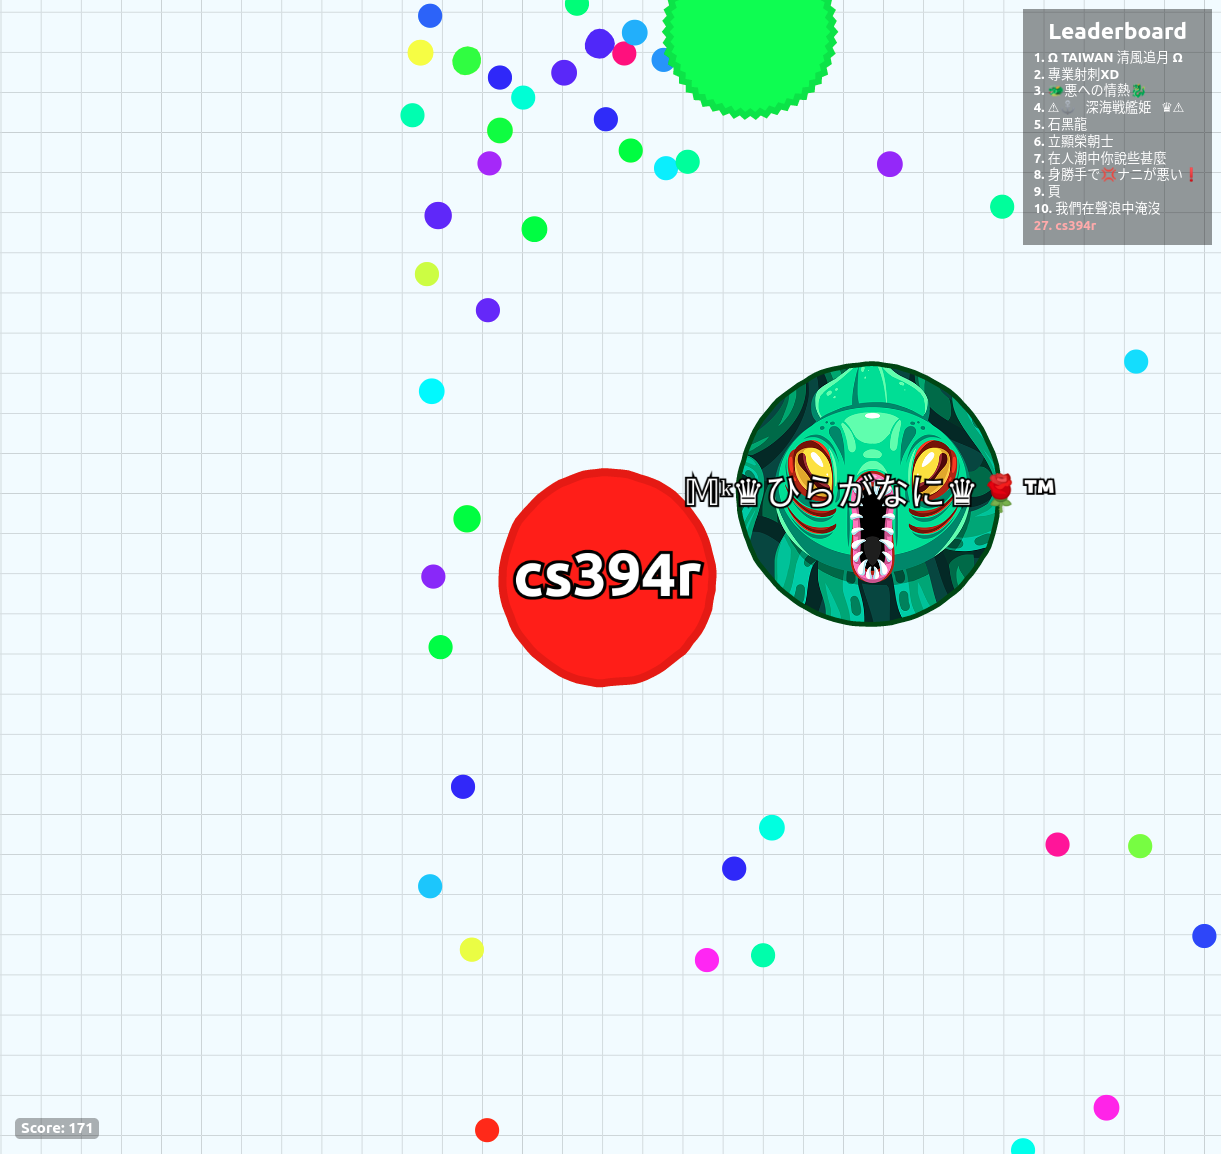 Leaderboard
1. Ω TAIWAN 清風追月 Ω
2. 專業射刺XD
3. 🐲悪への情熱🐉
4. ⚠⚓ 深海戦艦姫 ♛⚠
5. 石黑龍
6. 立顯榮朝士
7. 在人潮中你說些甚麼
8. 身勝手で💢ナニが悪い❗
9. 頁
10. 我們在聲浪中淹沒
27. cs394r
𝕄ᵏ♛ひらがなに♛🌹™
cs394r
Score: 171